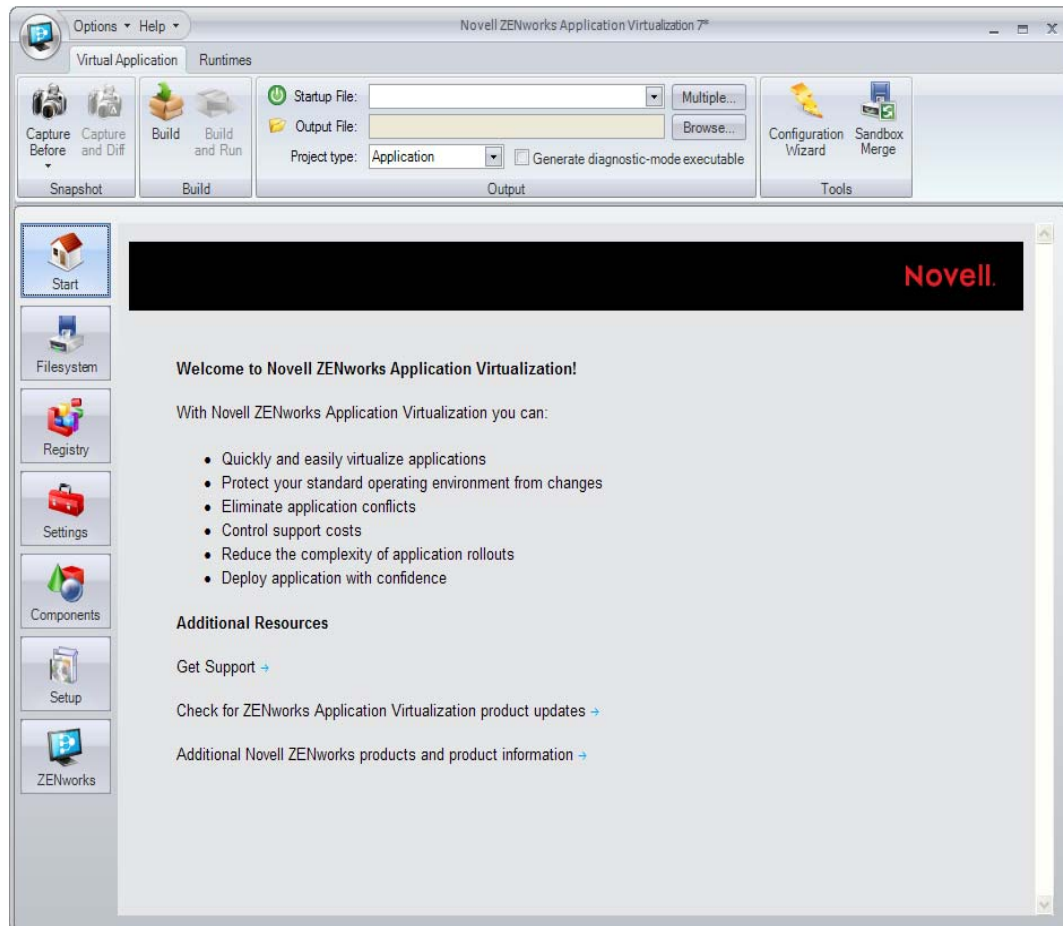 Options Help
Novell ZENworks Application Virtualization 7®
Virtual Application Runtimes
Capture Before
Capture and Diff
Snapshot
Build
Build and Run
Build
Startup File:
Multiple...
Output File:
Browse...
Project type: Application
Generate diagnostic-mode executable
Output
Configuration Wizard
Sandbox Merge
Tools
Start
Filesystem
Registry
Settings
Components
Setup
ZENworks
Novell.
Welcome to Novell ZENworks Application Virtualization!
With Novell ZENworks Application Virtualization you can:
• Quickly and easily virtualize applications
• Protect your standard operating environment from changes
• Eliminate application conflicts
• Control support costs
• Reduce the complexity of application rollouts
• Deploy application with confidence
Additional Resources
Get Support →
Check for ZENworks Application Virtualization product updates →
Additional Novell ZENworks products and product information →